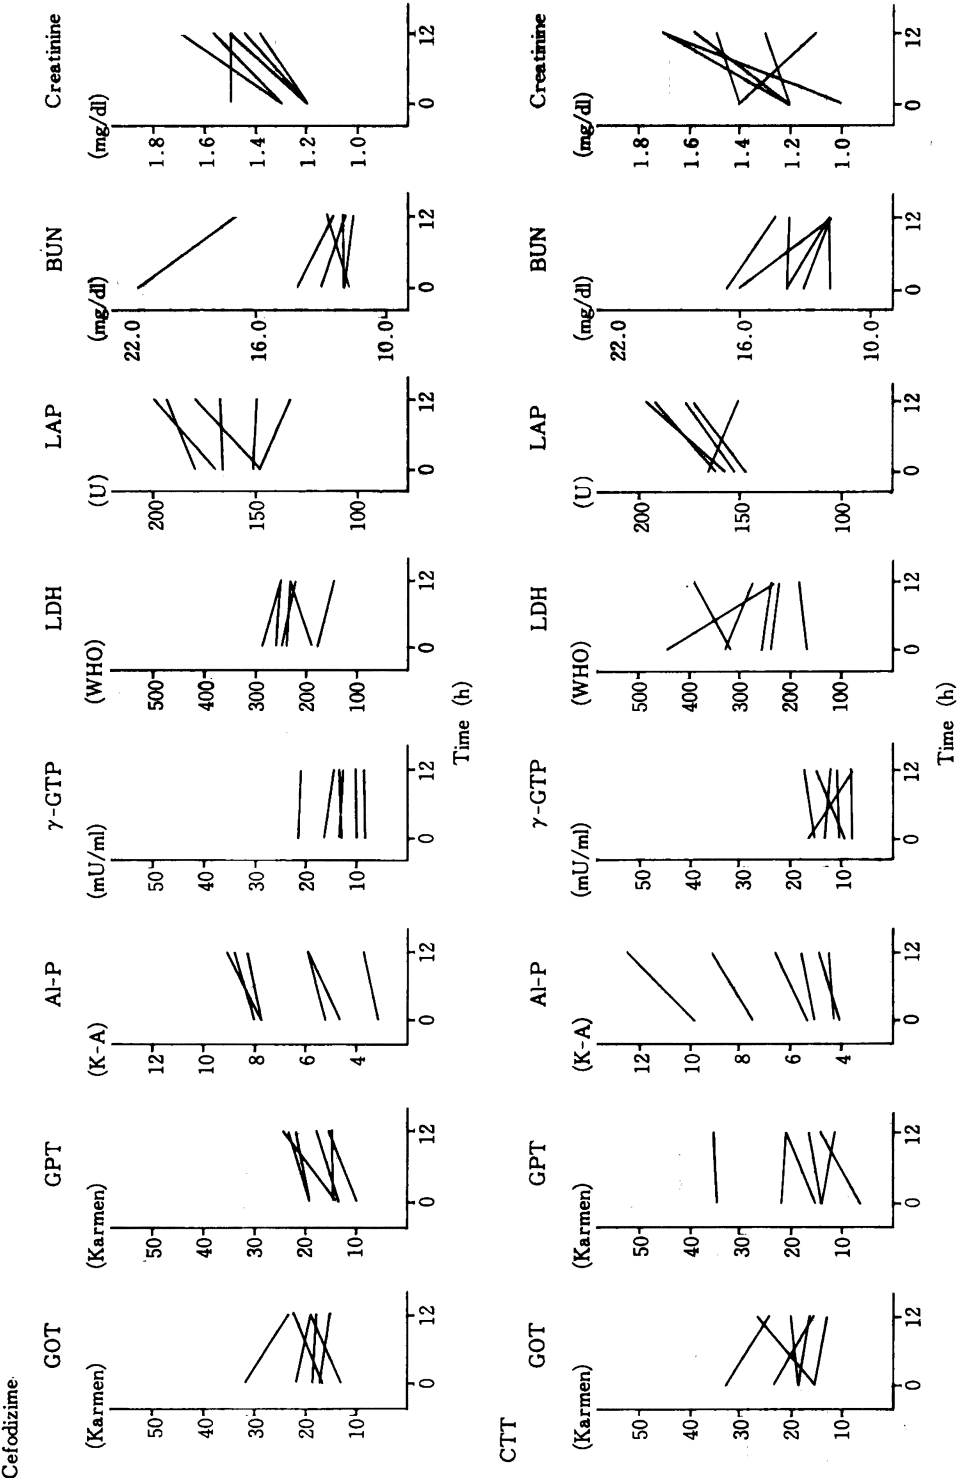 Cefodizime
GOT GPT Al-P γ-GTP LDH LAP BUN Creatinine
(Karmen) (Karmen) (K-A) (mU/ml) (WHO) (U) (mg/dl) (mg/dl)
50 50 12 50 500 200 22.0 1.8
40 40 10 40 400 1.6
30 30 8 30 300 150 16.0 1.4
20 20 6 20 200 1.2
10 10 4 10 100 10.0 1.0
0 12 0 12 0 12 0 12 0 12 0 12 0 12 0 12
Time (h)
CTT
GOT GPT Al-P γ-GTP LDH LAP BUN Creatinine
(Karmen) (Karmen) (K-A) (mU/ml) (WHO) (U) (mg/dl) (mg/dl)
50 50 12 50 500 200 22.0 1.8
40 40 10 40 400 1.6
30 30 8 30 300 150 16.0 1.4
20 20 6 20 200 1.2
10 10 4 10 100 10.0 1.0
0 12 0 12 0 12 0 12 0 12 0 12 0 12 0 12
Time (h)